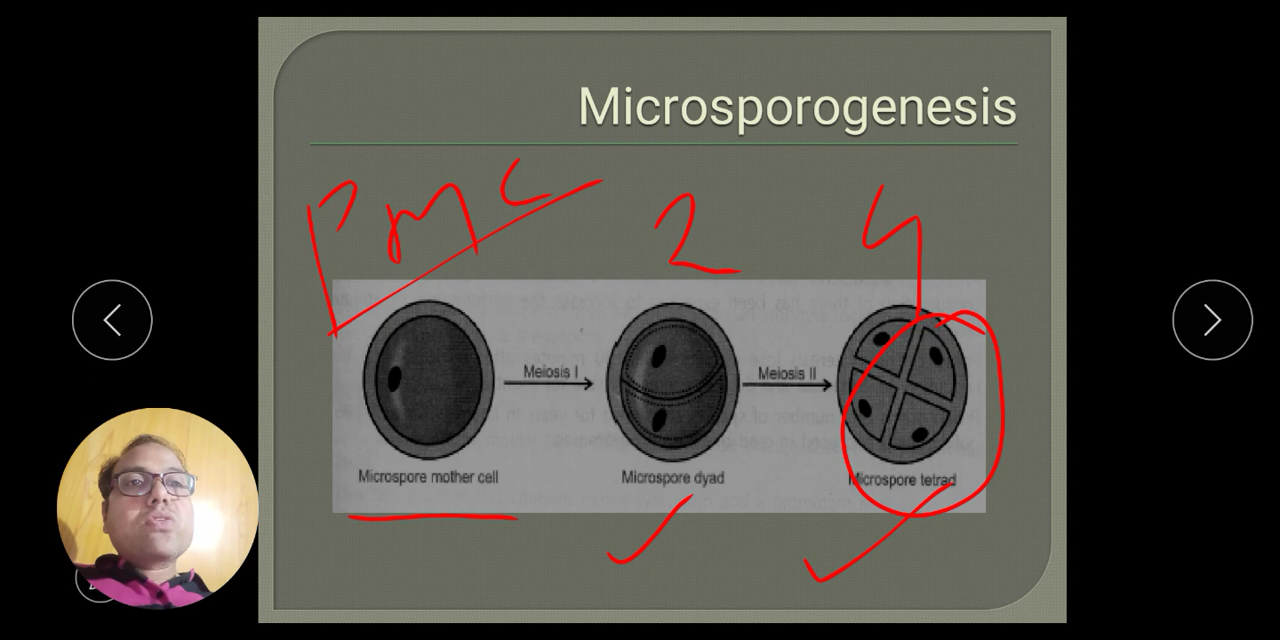 Microsporogenesis
PMC
2
4
Meiosis I
Meiosis II
Microspore mother cell
Microspore dyad
Microspore tetrad